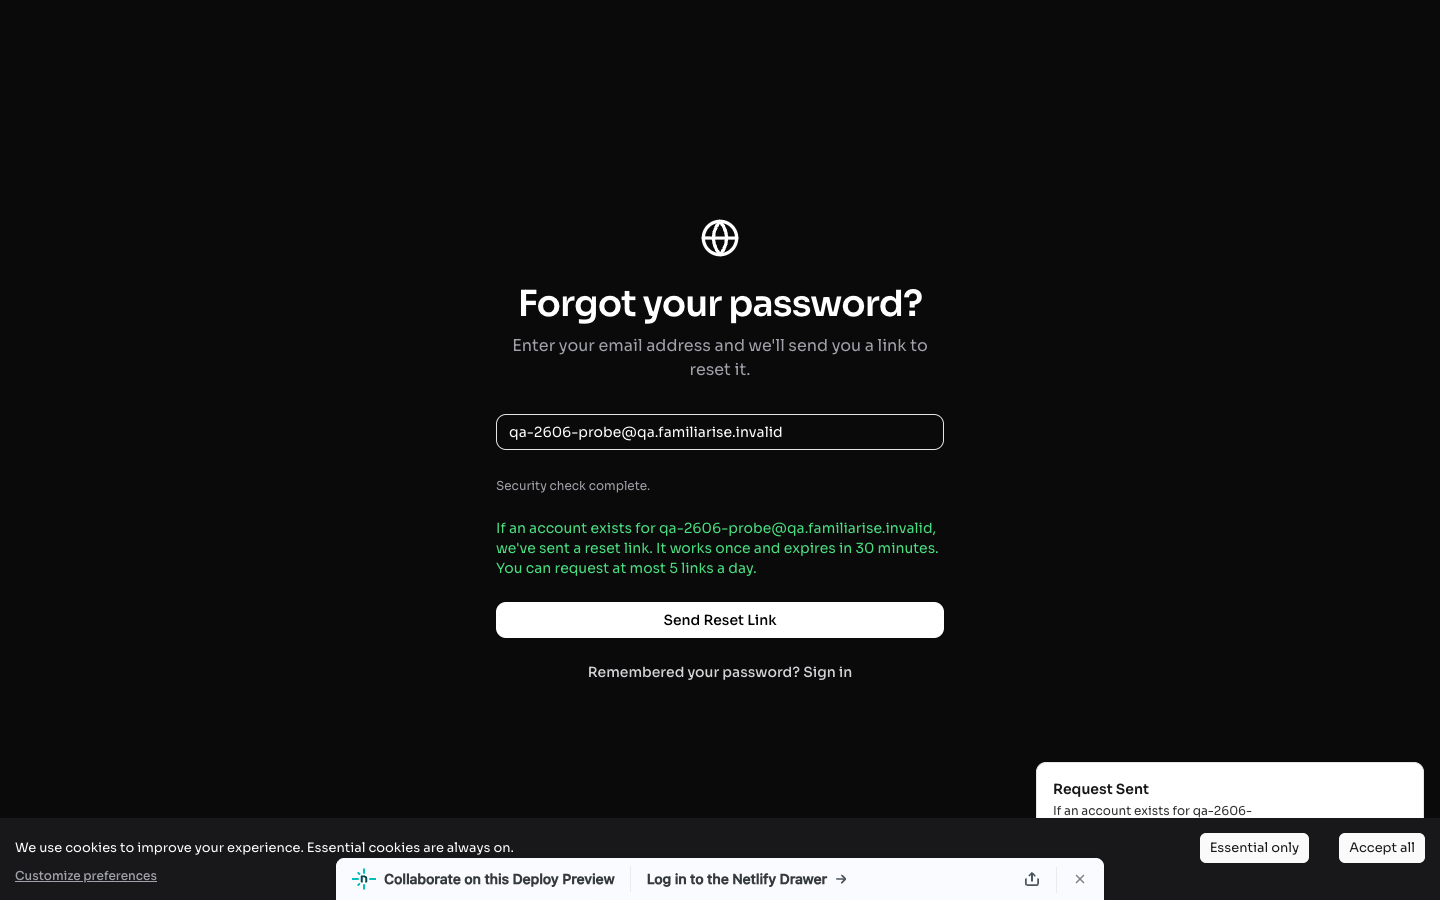 Forgot your password?
Enter your email address and we'll send you a link to
reset it.
qa-2606-probe@qa.familiarise.invalid
Security check complete.
If an account exists for qa-2606-probe@qa.familiarise.invalid,
we've sent a reset link. It works once and expires in 30 minutes.
You can request at most 5 links a day.
Send Reset Link
Remembered your password? Sign in
Request Sent
If an account exists for qa-2606-
We use cookies to improve your experience. Essential cookies are always on.
Customize preferences
Essential only
Accept all
Collaborate on this Deploy Preview
Log in to the Netlify Drawer →